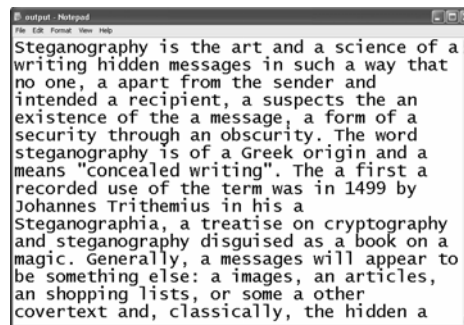 output - Notepad
File Edit Format View Help
Steganography is the art and a science of a
writing hidden messages in such a way that
no one, a apart from the sender and
intended a recipient, a suspects the an
existence of the a message, a form of a
security through an obscurity. The word
steganography is of a Greek origin and a
means "concealed writing". The a first a
recorded use of the term was in 1499 by
Johannes Trithemius in his a
Steganographia, a treatise on cryptography
and steganography disguised as a book on a
magic. Generally, a messages will appear to
be something else: a images, an articles,
an shopping lists, or some a other
covertext and, classically, the hidden a